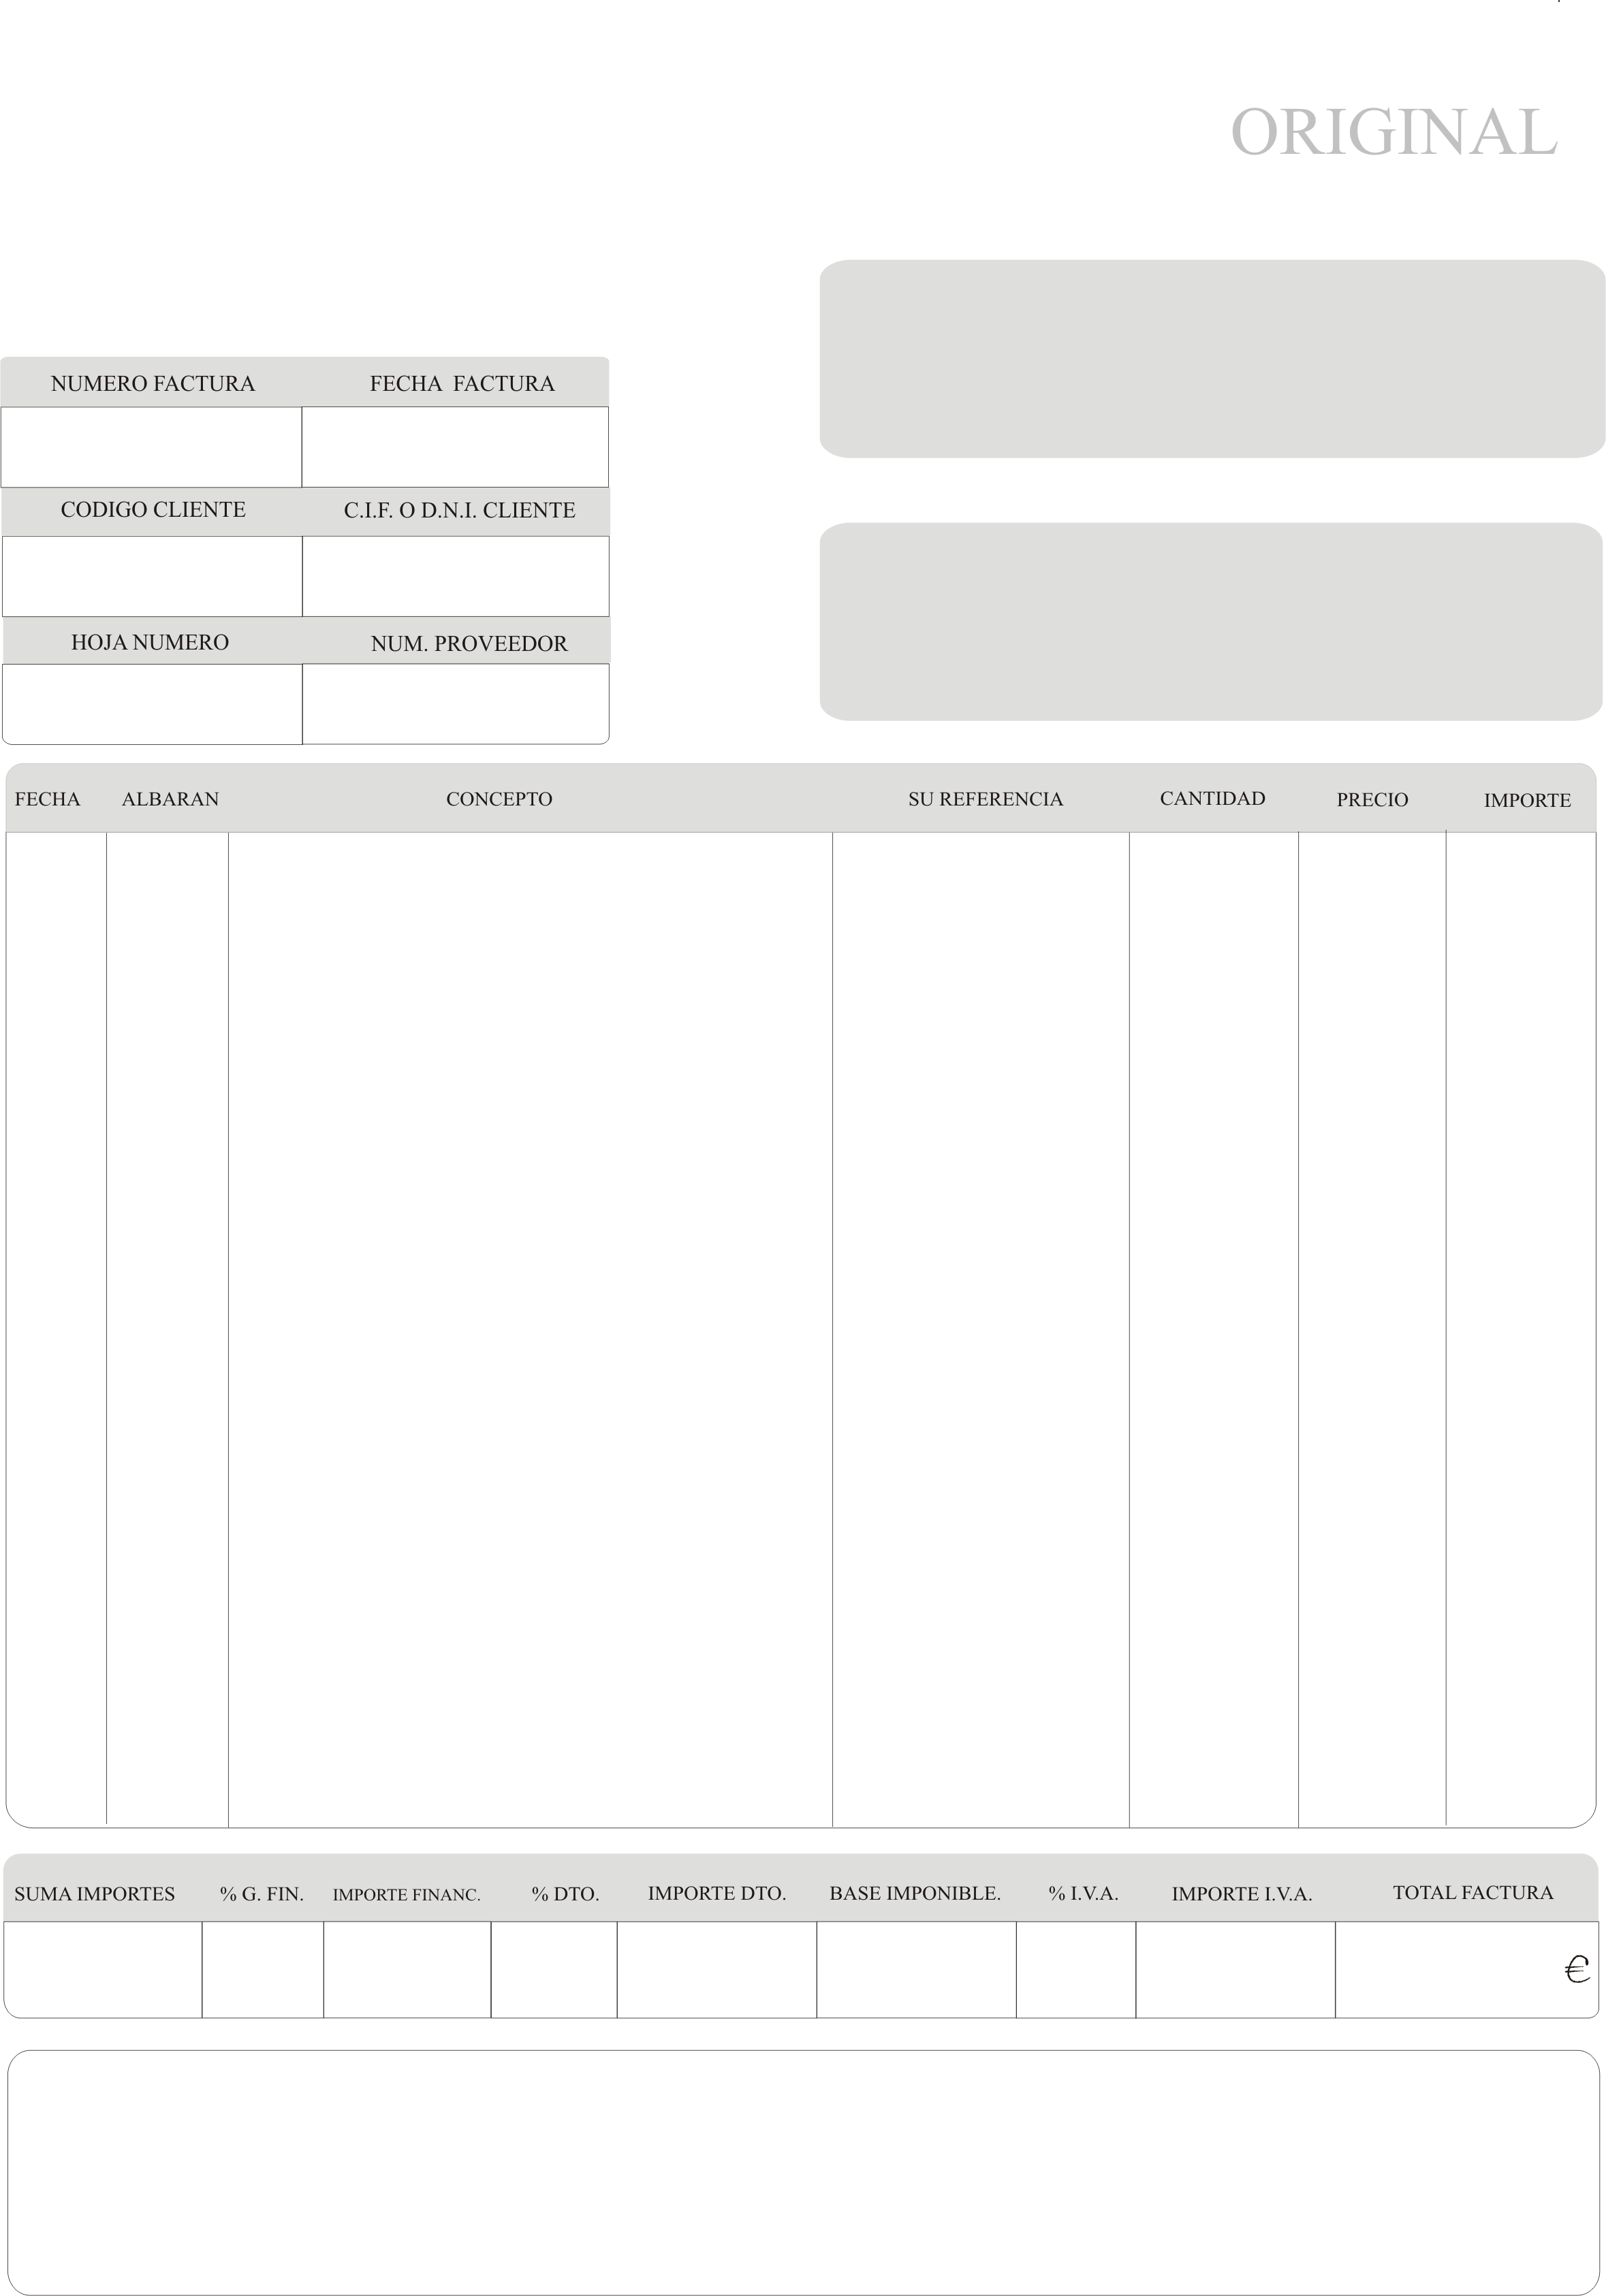 ORIGINAL
NUMERO FACTURA FECHA FACTURA
CODIGO CLIENTE C.I.F. O D.N.I. CLIENTE
HOJA NUMERO NUM. PROVEEDOR
FECHA ALBARAN CONCEPTO SU REFERENCIA CANTIDAD PRECIO IMPORTE
SUMA IMPORTES % G. FIN. IMPORTE FINANC. % DTO. IMPORTE DTO. BASE IMPONIBLE. % I.V.A. IMPORTE I.V.A. TOTAL FACTURA
€